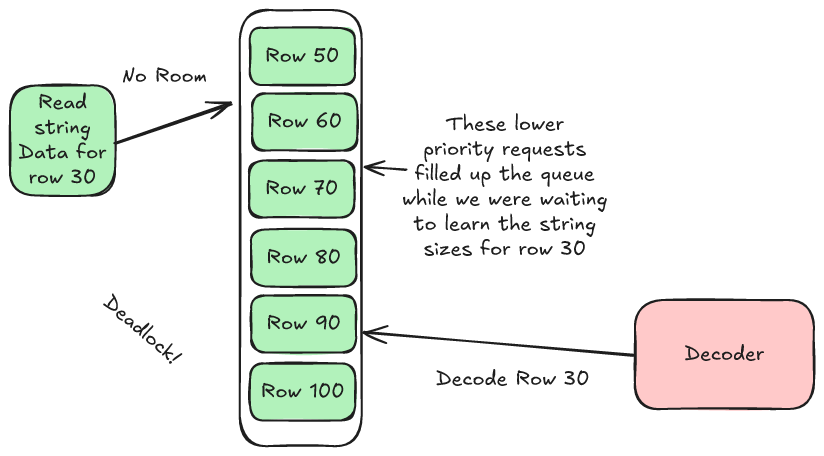 Row 50
No Room
Read
string
Data for
row 30
Row 60
These lower
priority requests
filled up the queue
while we were waiting
to learn the string
sizes for row 30
Row 70
Row 80
Deadlock!
Row 90
Decoder
Decode Row 30
Row 100